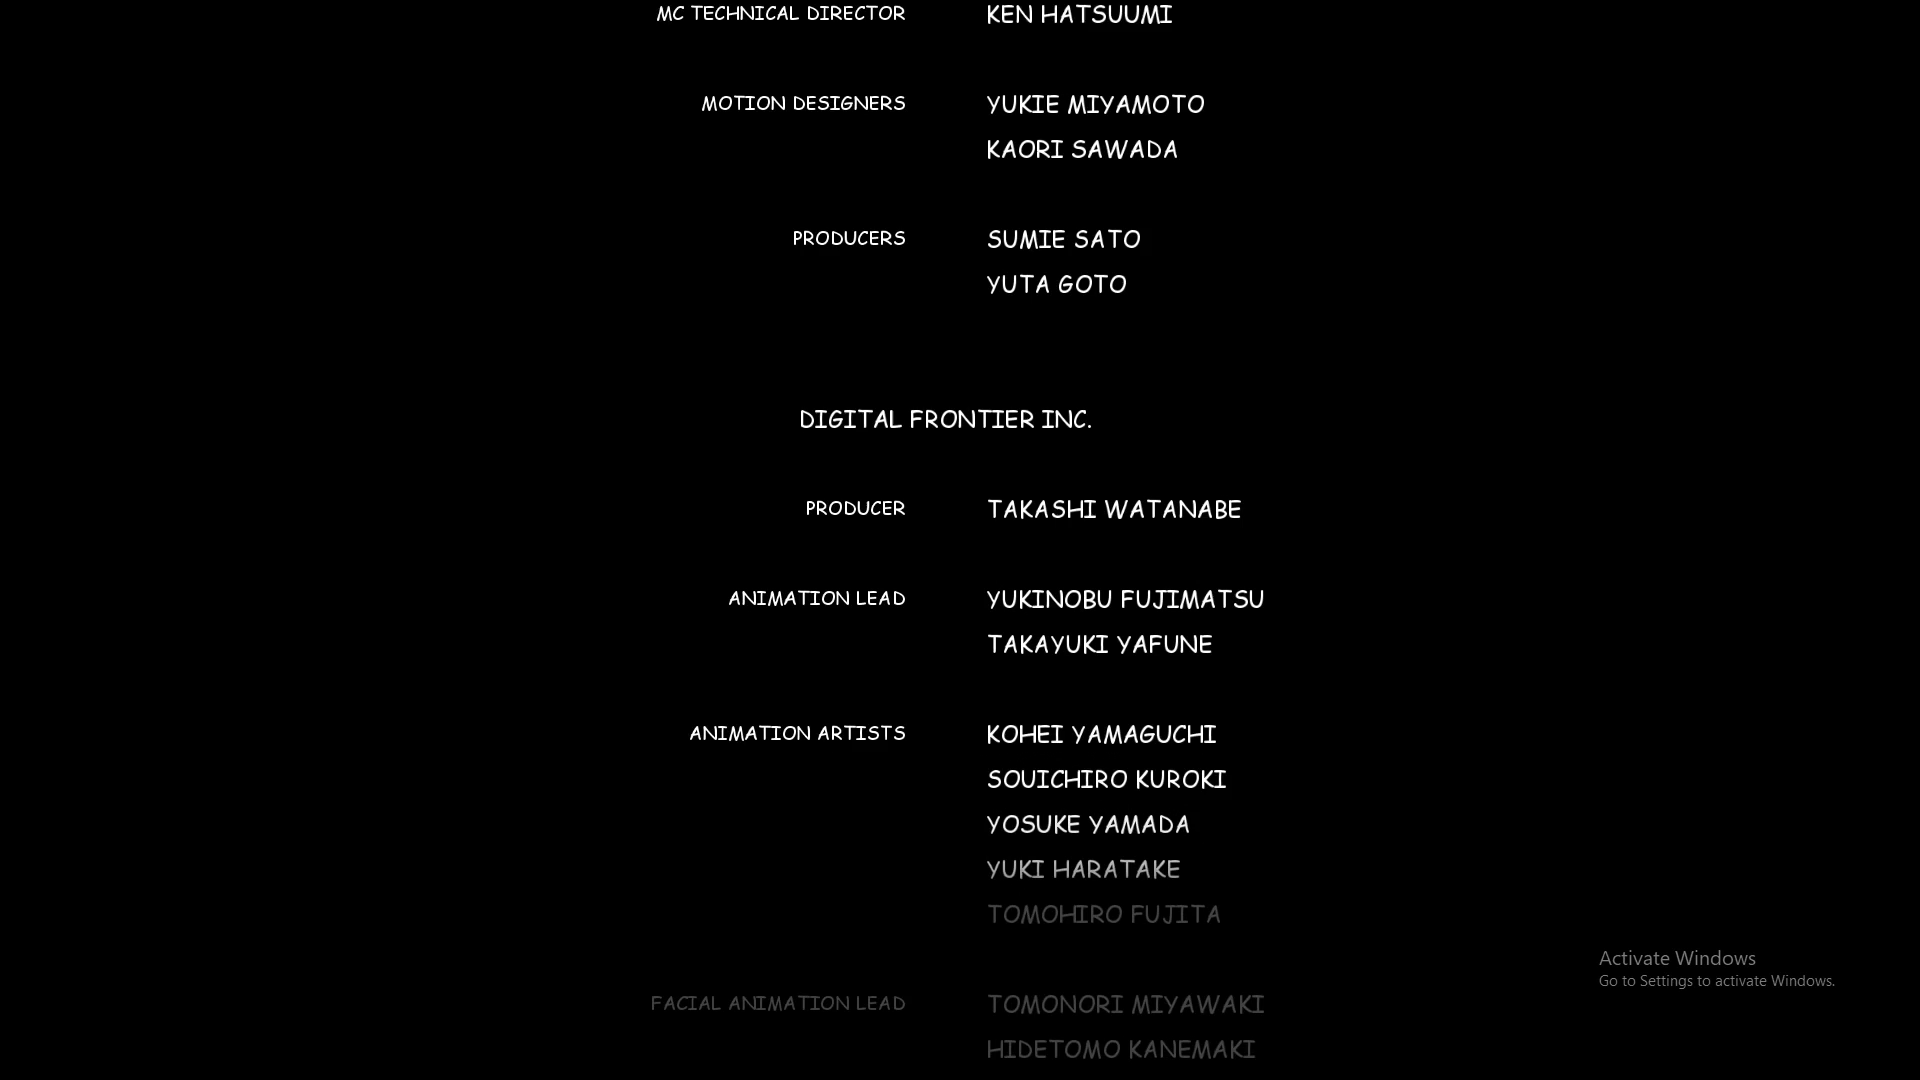 MC TECHNICAL DIRECTOR KEN HATSUUMI
MOTION DESIGNERS YUKIE MIYAMOTO
KAORI SAWADA
PRODUCERS SUMIE SATO
YUTA GOTO
DIGITAL FRONTIER INC.
PRODUCER TAKASHI WATANABE
ANIMATION LEAD YUKINOBU FUJIMATSU
TAKAYUKI YAFUNE
ANIMATION ARTISTS KOHEI YAMAGUCHI
SOUICHIRO KUROKI
YOSUKE YAMADA
YUKI HARATAKE
TOMOHIRO FUJITA
FACIAL ANIMATION LEAD TOMONORI MIYAWAKI
HIDETOMO KANEMAKI
Activate Windows
Go to Settings to activate Windows.